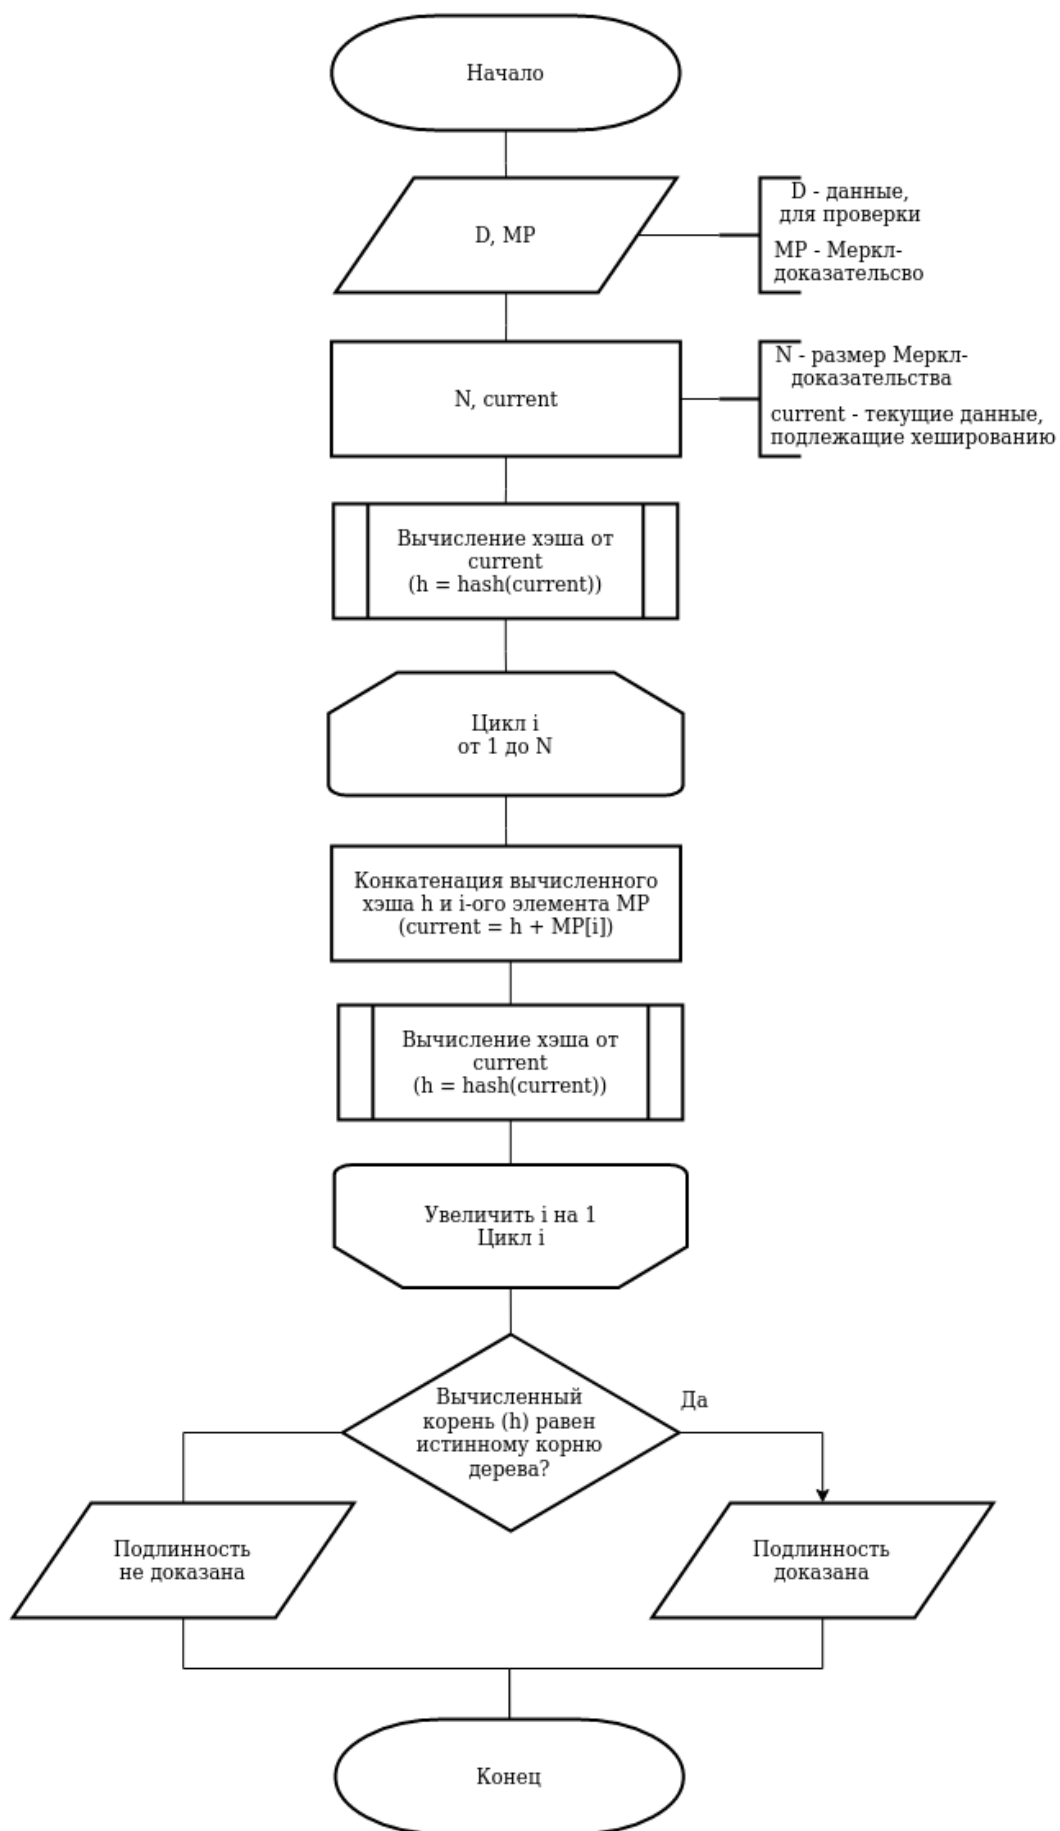 Начало
D, MP
D - данные,
для проверки
MP - Меркл-
доказательсво
N, current
N - размер Меркл-
доказательства
current - текущие данные,
подлежащие хешированию
Вычисление хэша от
current
(h = hash(current))
Цикл i
от 1 до N
Конкатенация вычисленного
хэша h и i-ого элемента MP
(current = h + MP[i])
Вычисление хэша от
current
(h = hash(current))
Увеличить i на 1
Цикл i
Вычисленный
корень (h) равен
истинному корню
дерева?
Да
Подлинность
не доказана
Подлинность
доказана
Конец